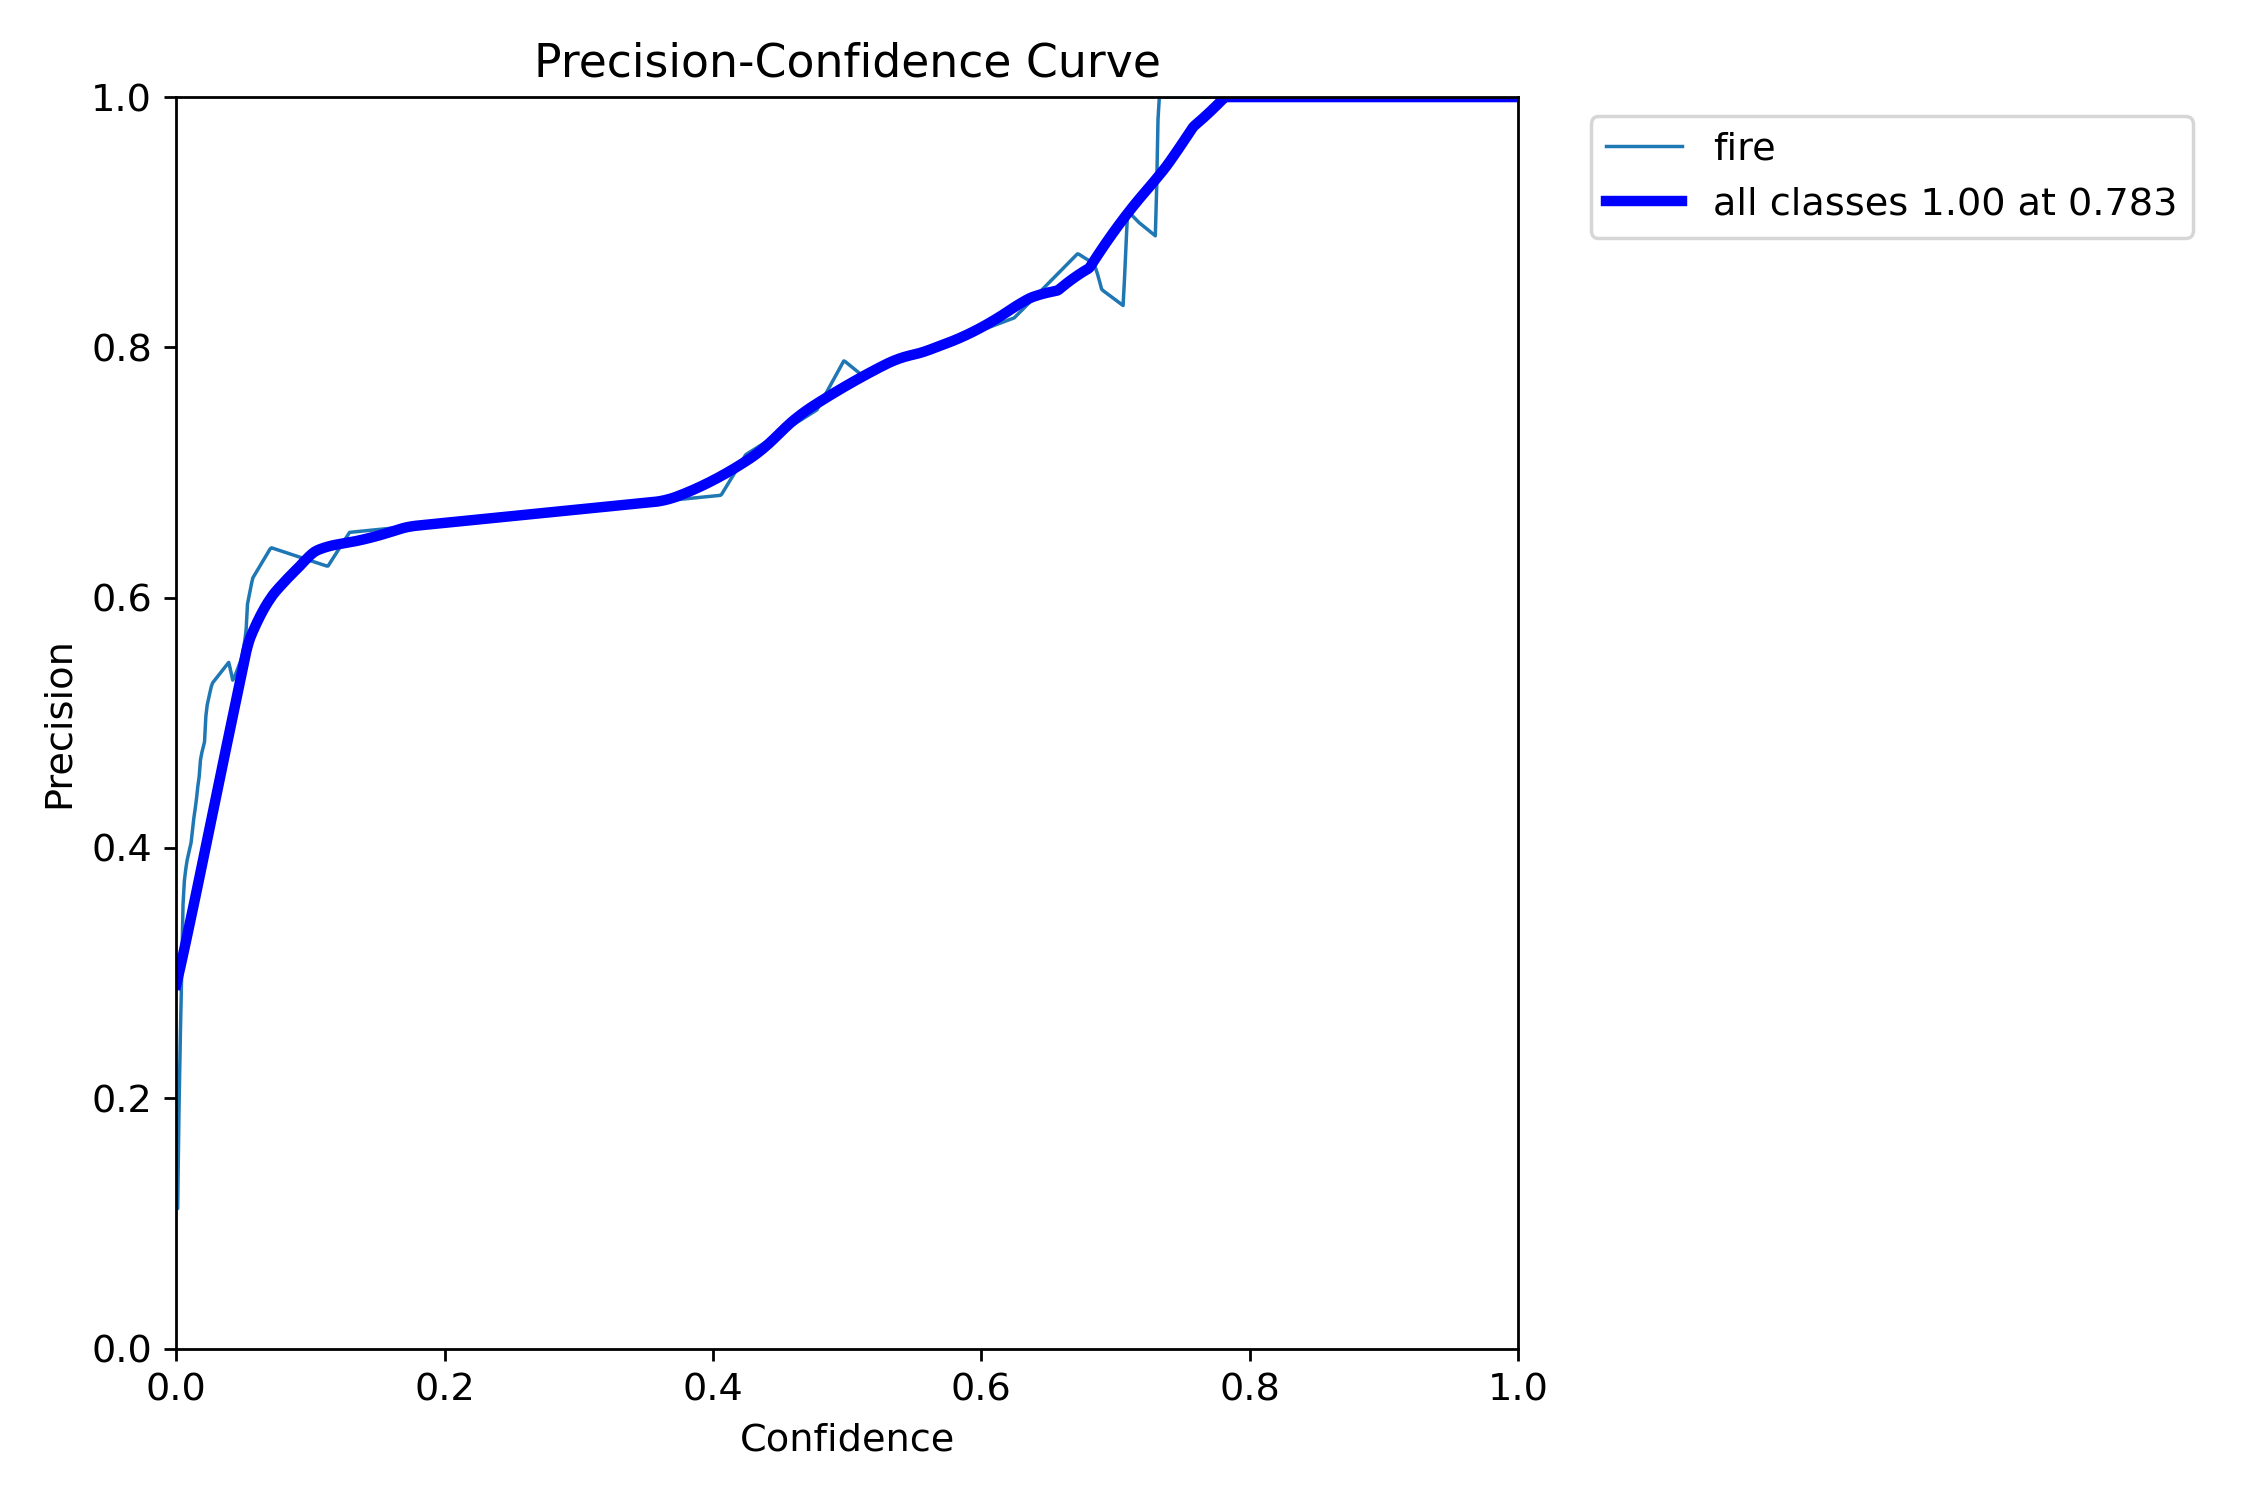 Precision-Confidence Curve
1.0
0.8
0.6
0.4
0.2
0.0
Precision
0.0 0.2 0.4 0.6 0.8 1.0
Confidence
fire
all classes 1.00 at 0.783